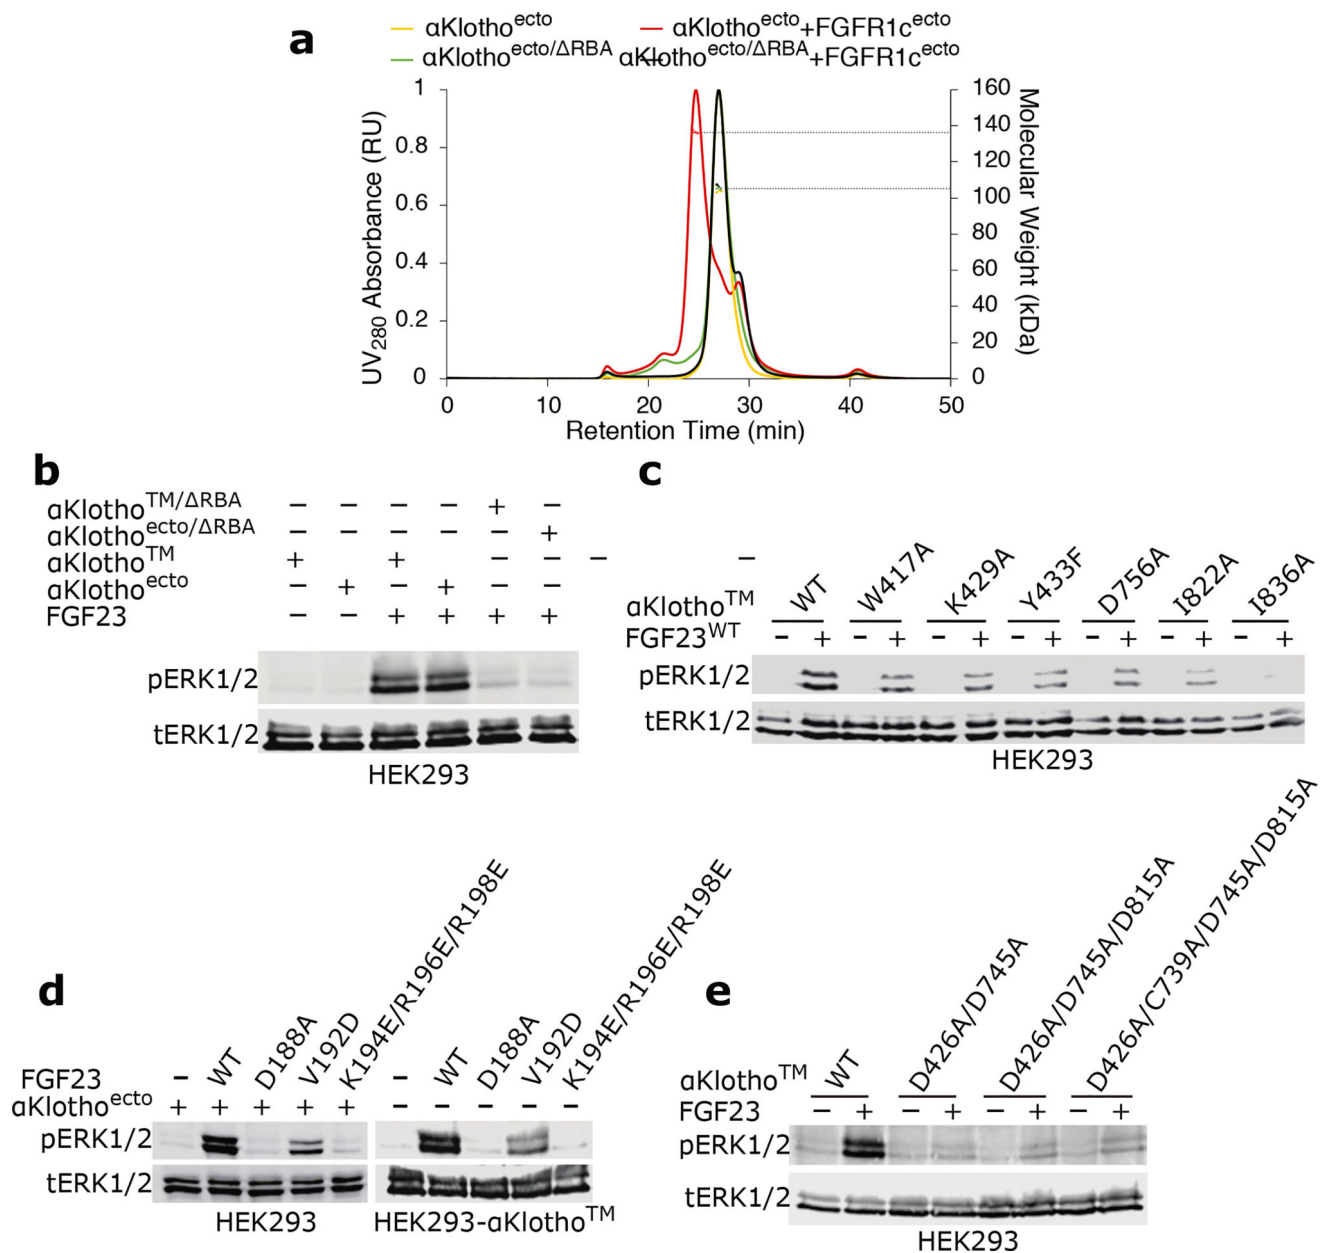 a
αKlotho^ecto αKlotho^ecto+FGFR1c^ecto
αKlotho^ecto/ΔRBA αKlotho^ecto/ΔRBA+FGFR1c^ecto
UV280 Absorbance (RU)
1
0.8
0.6
0.4
0.2
0
0 10 20 30 40 50
Retention Time (min)
160
140
120
100
80
60
40
20
0
Molecular Weight (kDa)
b
αKlotho^TM/ΔRBA − − − − + −
αKlotho^ecto/ΔRBA − − − − − +
αKlotho^TM + − + − − − −
αKlotho^ecto − + − + − −
FGF23 − − + + + +
pERK1/2
tERK1/2
HEK293
c
−
αKlotho^TM WT W417A K429A Y433F D756A I822A I836A
FGF23^WT − + − + − + − + − + − + − +
pERK1/2
tERK1/2
HEK293
d
FGF23 − WT D188A V192D K194E/R196E/R198E − WT D188A V192D K194E/R196E/R198E
αKlotho^ecto + + + + + − − − − −
pERK1/2
tERK1/2
HEK293 HEK293-αKlotho^TM
e
αKlotho^TM WT D426A/D745A D426A/D745A/D815A D426A/C739A/D745A/D815A
FGF23 − + − + − + − +
pERK1/2
tERK1/2
HEK293